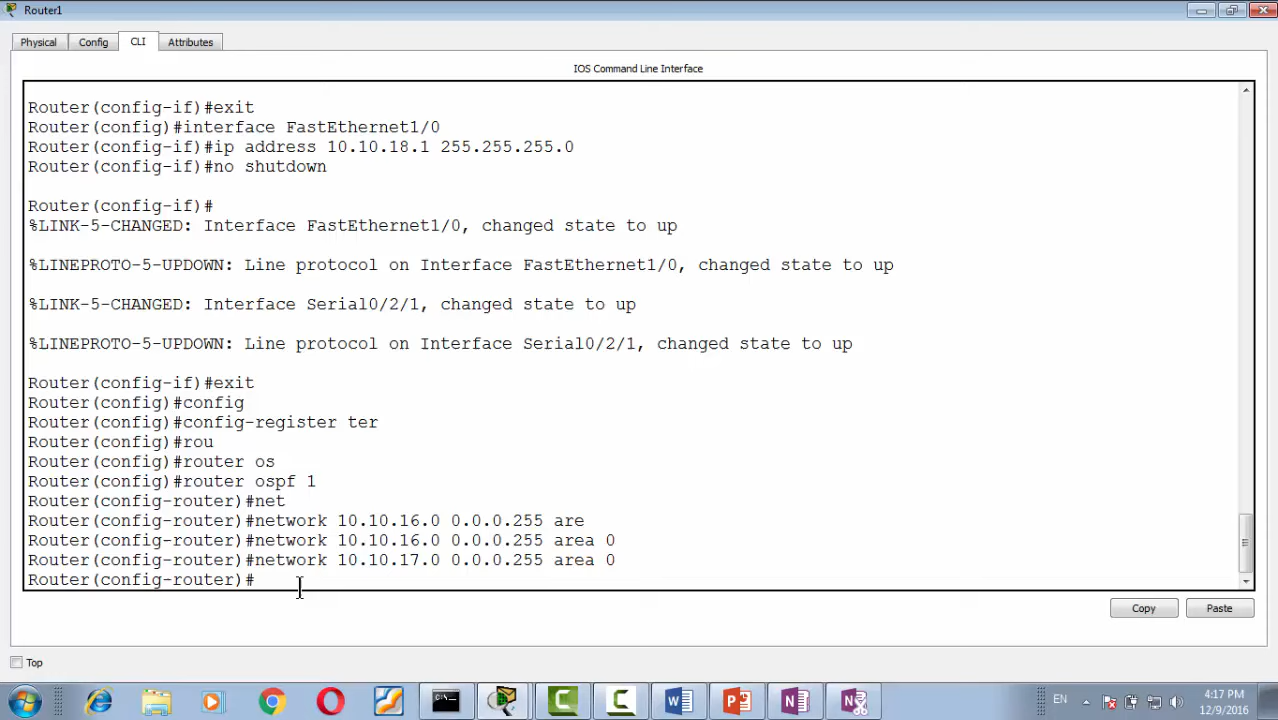 Router1
Physical Config CLI Attributes
IOS Command Line Interface
Router(config-if)#exit
Router(config)#interface FastEthernet1/0
Router(config-if)#ip address 10.10.18.1 255.255.255.0
Router(config-if)#no shutdown
Router(config-if)#
%LINK-5-CHANGED: Interface FastEthernet1/0, changed state to up
%LINEPROTO-5-UPDOWN: Line protocol on Interface FastEthernet1/0, changed state to up
%LINK-5-CHANGED: Interface Serial0/2/1, changed state to up
%LINEPROTO-5-UPDOWN: Line protocol on Interface Serial0/2/1, changed state to up
Router(config-if)#exit
Router(config)#config
Router(config)#config-register ter
Router(config)#rou
Router(config)#router os
Router(config)#router ospf 1
Router(config-router)#net
Router(config-router)#network 10.10.16.0 0.0.0.255 are
Router(config-router)#network 10.10.16.0 0.0.0.255 area 0
Router(config-router)#network 10.10.17.0 0.0.0.255 area 0
Router(config-router)#
Copy Paste
Top
EN 4:17 PM
12/9/2016